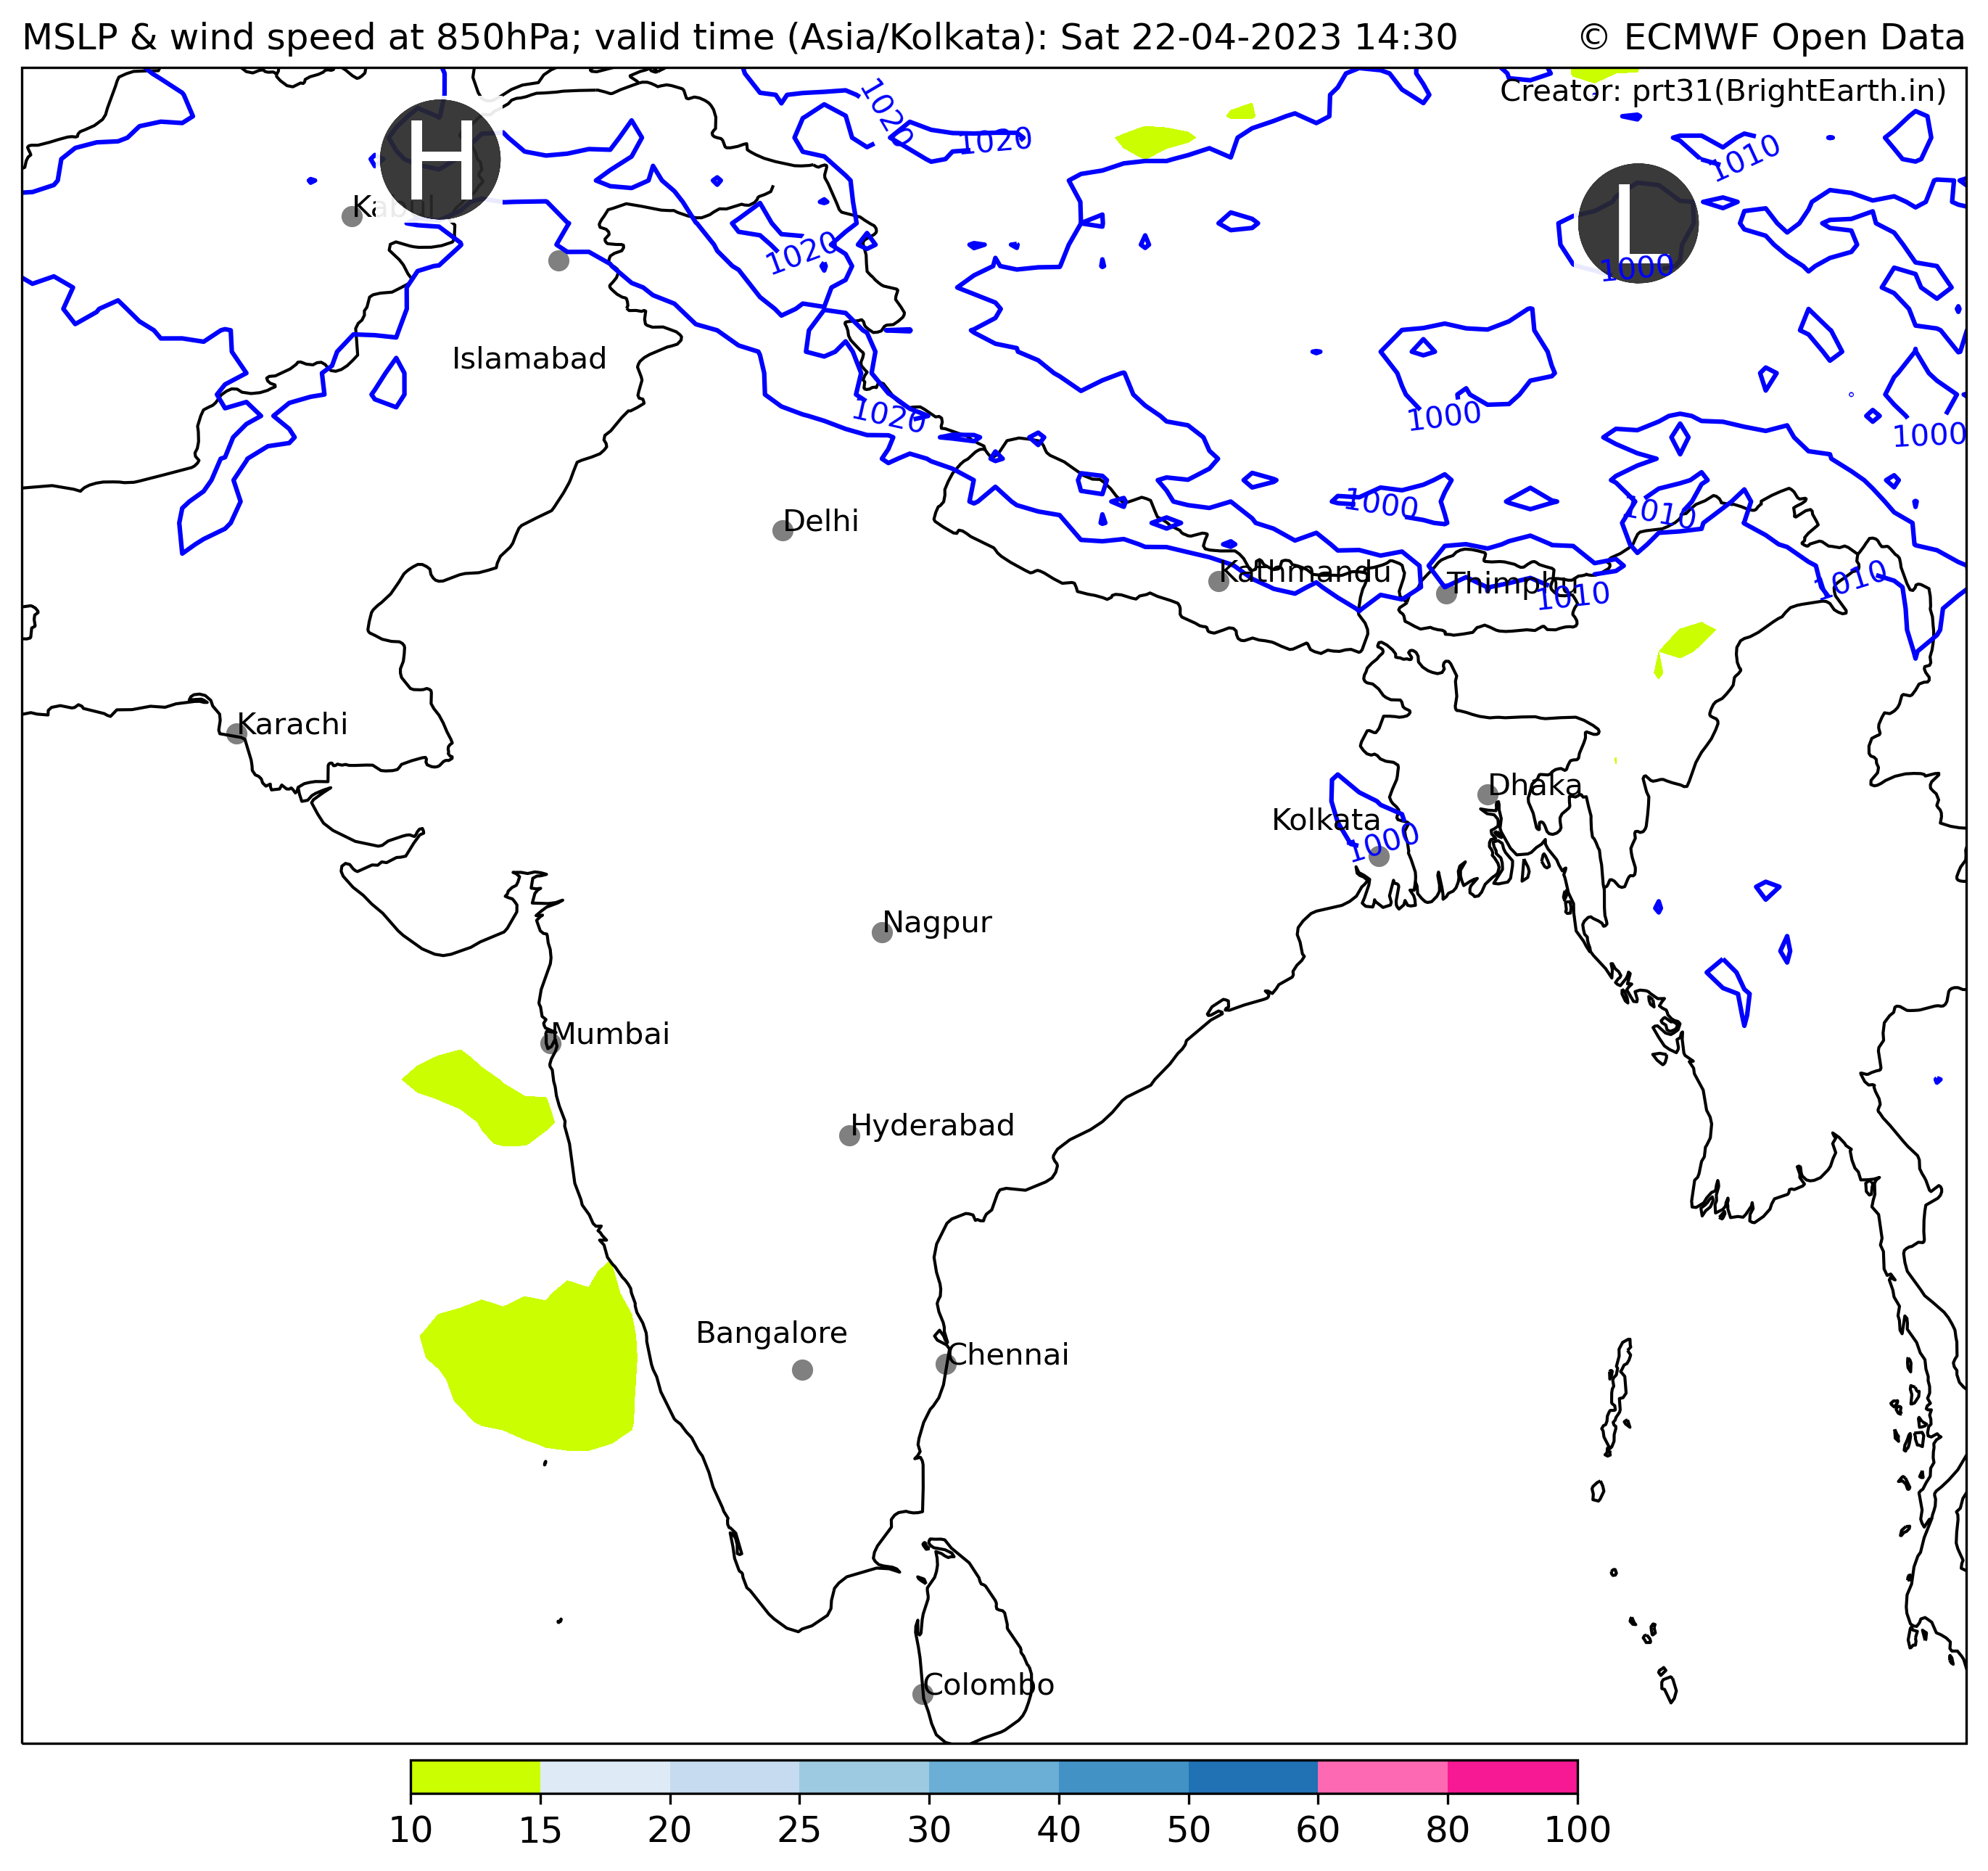 MSLP & wind speed at 850hPa; valid time (Asia/Kolkata): Sat 22-04-2023 14:30
© ECMWF Open Data
Creator: prt31(BrightEarth.in)
1020
1020
1010
H
L
Kabul
1020
1000
Islamabad
1020
1000
1000
1000
1010
Delhi
Kathmandu
Thimphu
1010
1010
Karachi
Dhaka
Kolkata
1000
Nagpur
Mumbai
Hyderabad
Bangalore
Chennai
Colombo
10 15 20 25 30 40 50 60 80 100